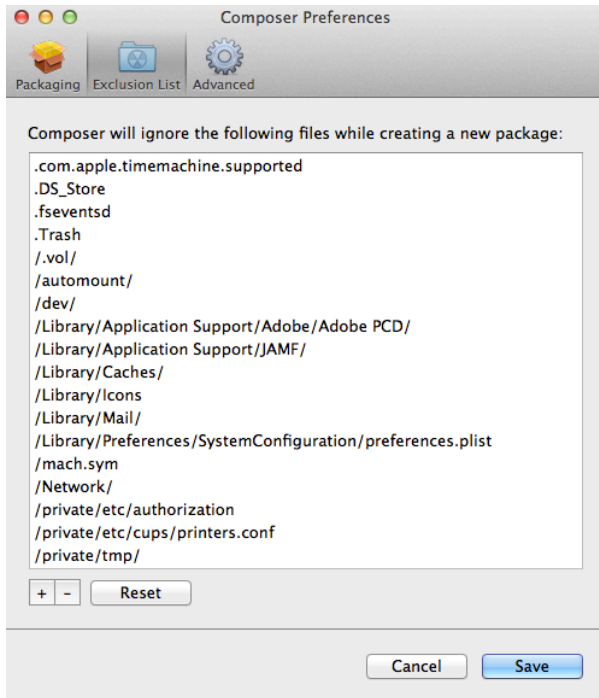 Composer Preferences
Packaging Exclusion List Advanced
Composer will ignore the following files while creating a new package:
.com.apple.timemachine.supported
.DS_Store
.fseventsd
.Trash
/.vol/
/automount/
/dev/
/Library/Application Support/Adobe/Adobe PCD/
/Library/Application Support/JAMF/
/Library/Caches/
/Library/Icons
/Library/Mail/
/Library/Preferences/SystemConfiguration/preferences.plist
/mach.sym
/Network/
/private/etc/authorization
/private/etc/cups/printers.conf
/private/tmp/
+ - Reset
Cancel Save